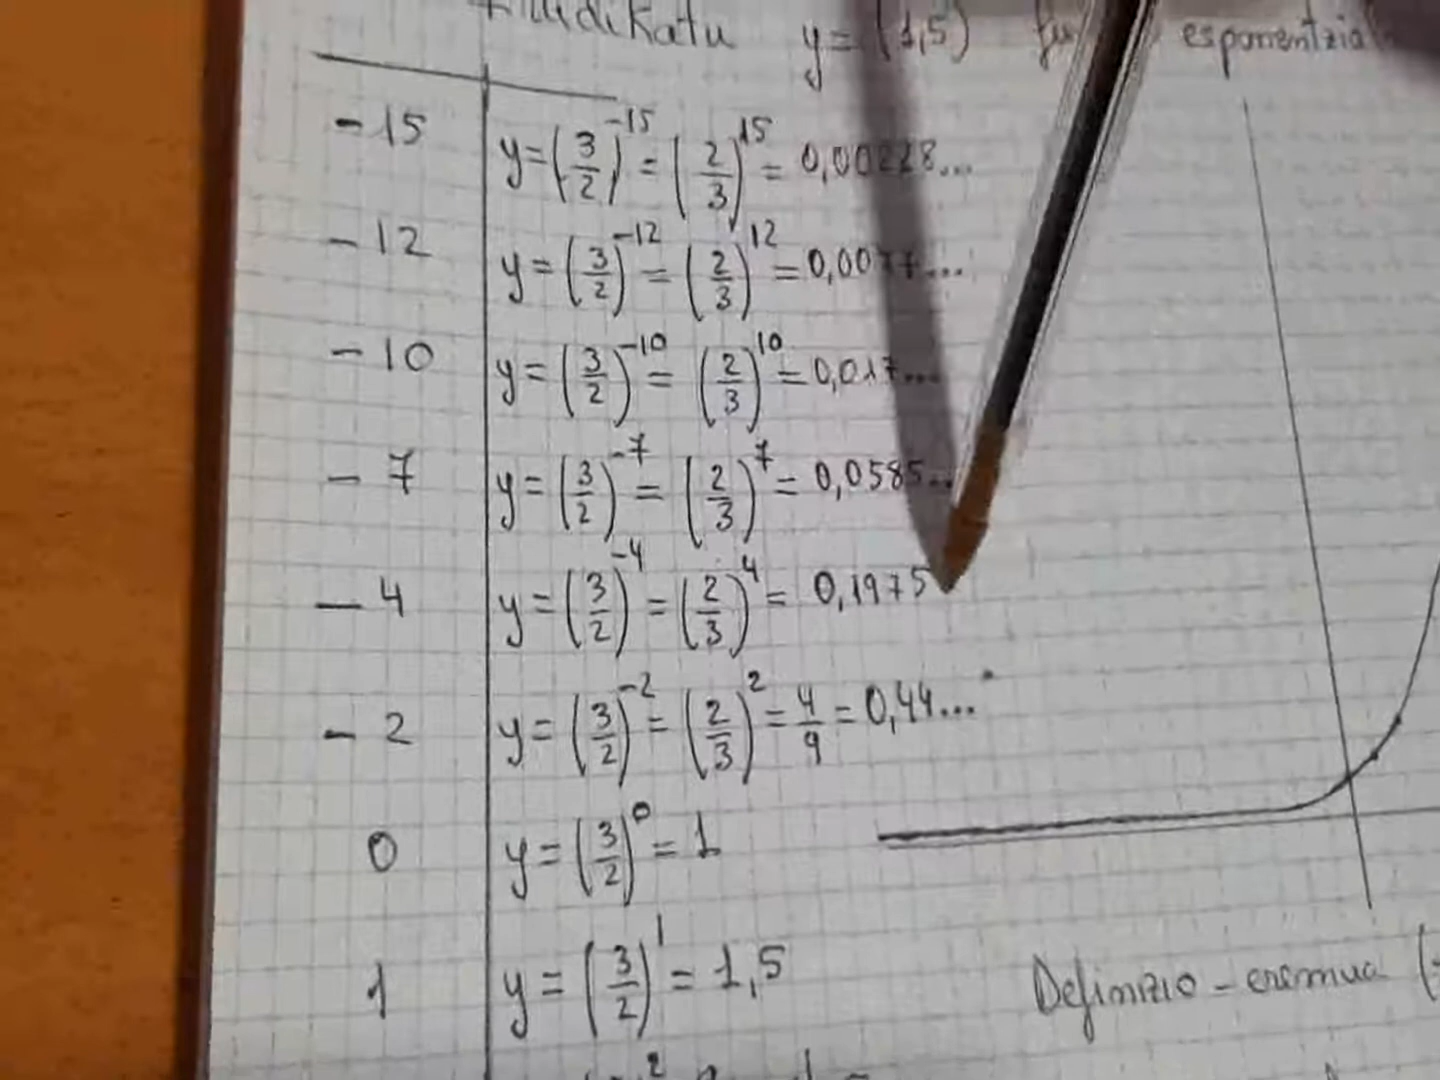 y = (1,5) esponentzial
-15 y = (3/2)^-15 = (2/3)^15 = 0,00228...
-12 y = (3/2)^-12 = (2/3)^12 = 0,0077...
-10 y = (3/2)^-10 = (2/3)^10 = 0,017...
-7 y = (3/2)^-7 = (2/3)^7 = 0,0585...
-4 y = (3/2)^-4 = (2/3)^4 = 0,1975
-2 y = (3/2)^-2 = (2/3)^2 = 4/9 = 0,44...
0 y = (3/2)^0 = 1
1 y = (3/2)^1 = 1,5
Definizio-eremua (